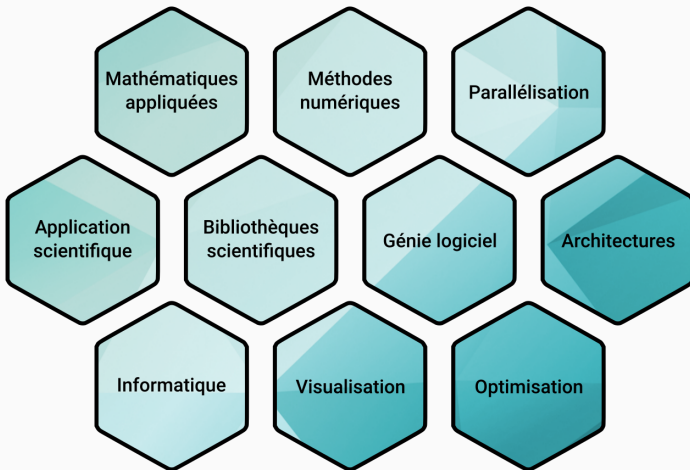 Mathématiques
appliquées
Méthodes
numériques
Parallélisation
Application
scientifique
Bibliothèques
scientifiques
Génie logiciel
Architectures
Informatique
Visualisation
Optimisation